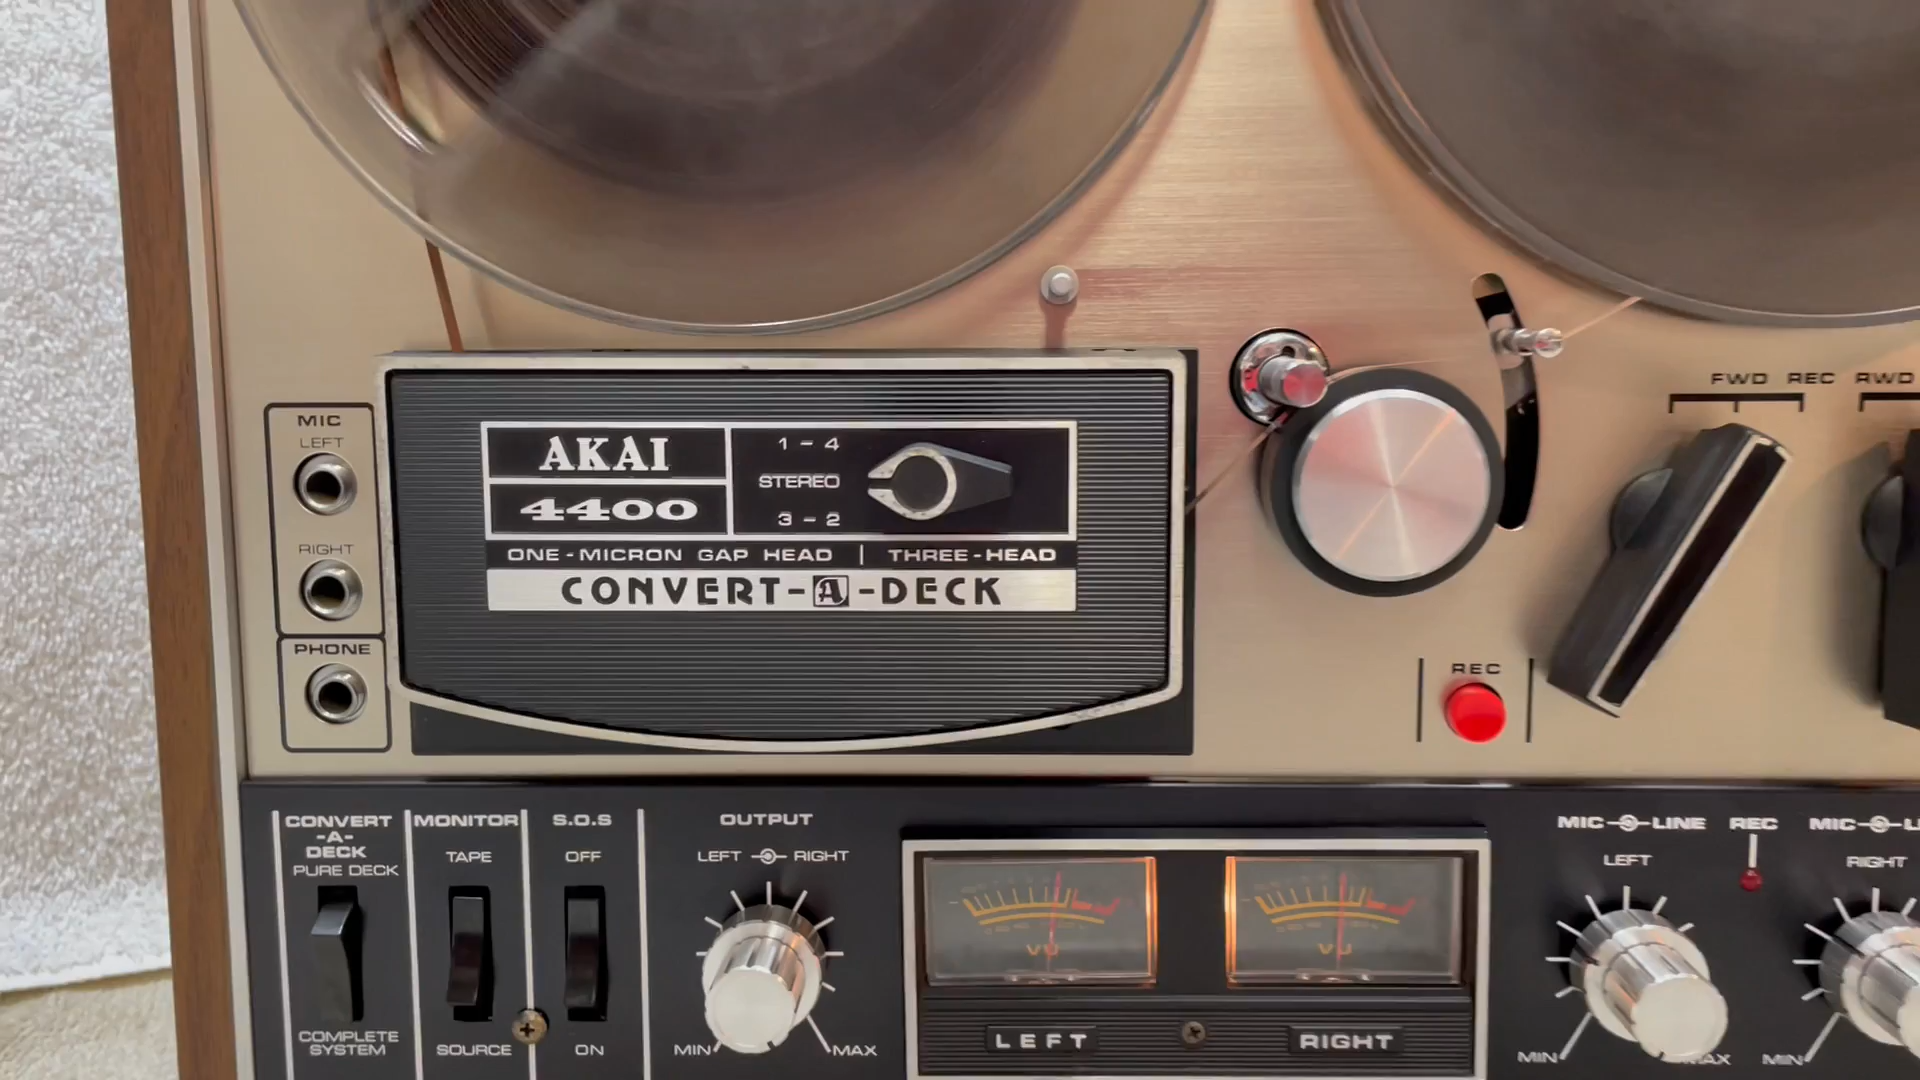 FWD REC RWD
MIC
LEFT
RIGHT
PHONE
AKAI
4400
1 - 4
STEREO
3 - 2
ONE-MICRON GAP HEAD | THREE-HEAD
CONVERT-A-DECK
REC
CONVERT
-A-
DECK
PURE DECK
COMPLETE
SYSTEM
MONITOR
TAPE
SOURCE
S.O.S
OFF
ON
OUTPUT
LEFT RIGHT
MIN MAX
VU
VU
LEFT
RIGHT
MIC LINE
LEFT
MIN MAX
REC
MIC
RIGHT
MIN